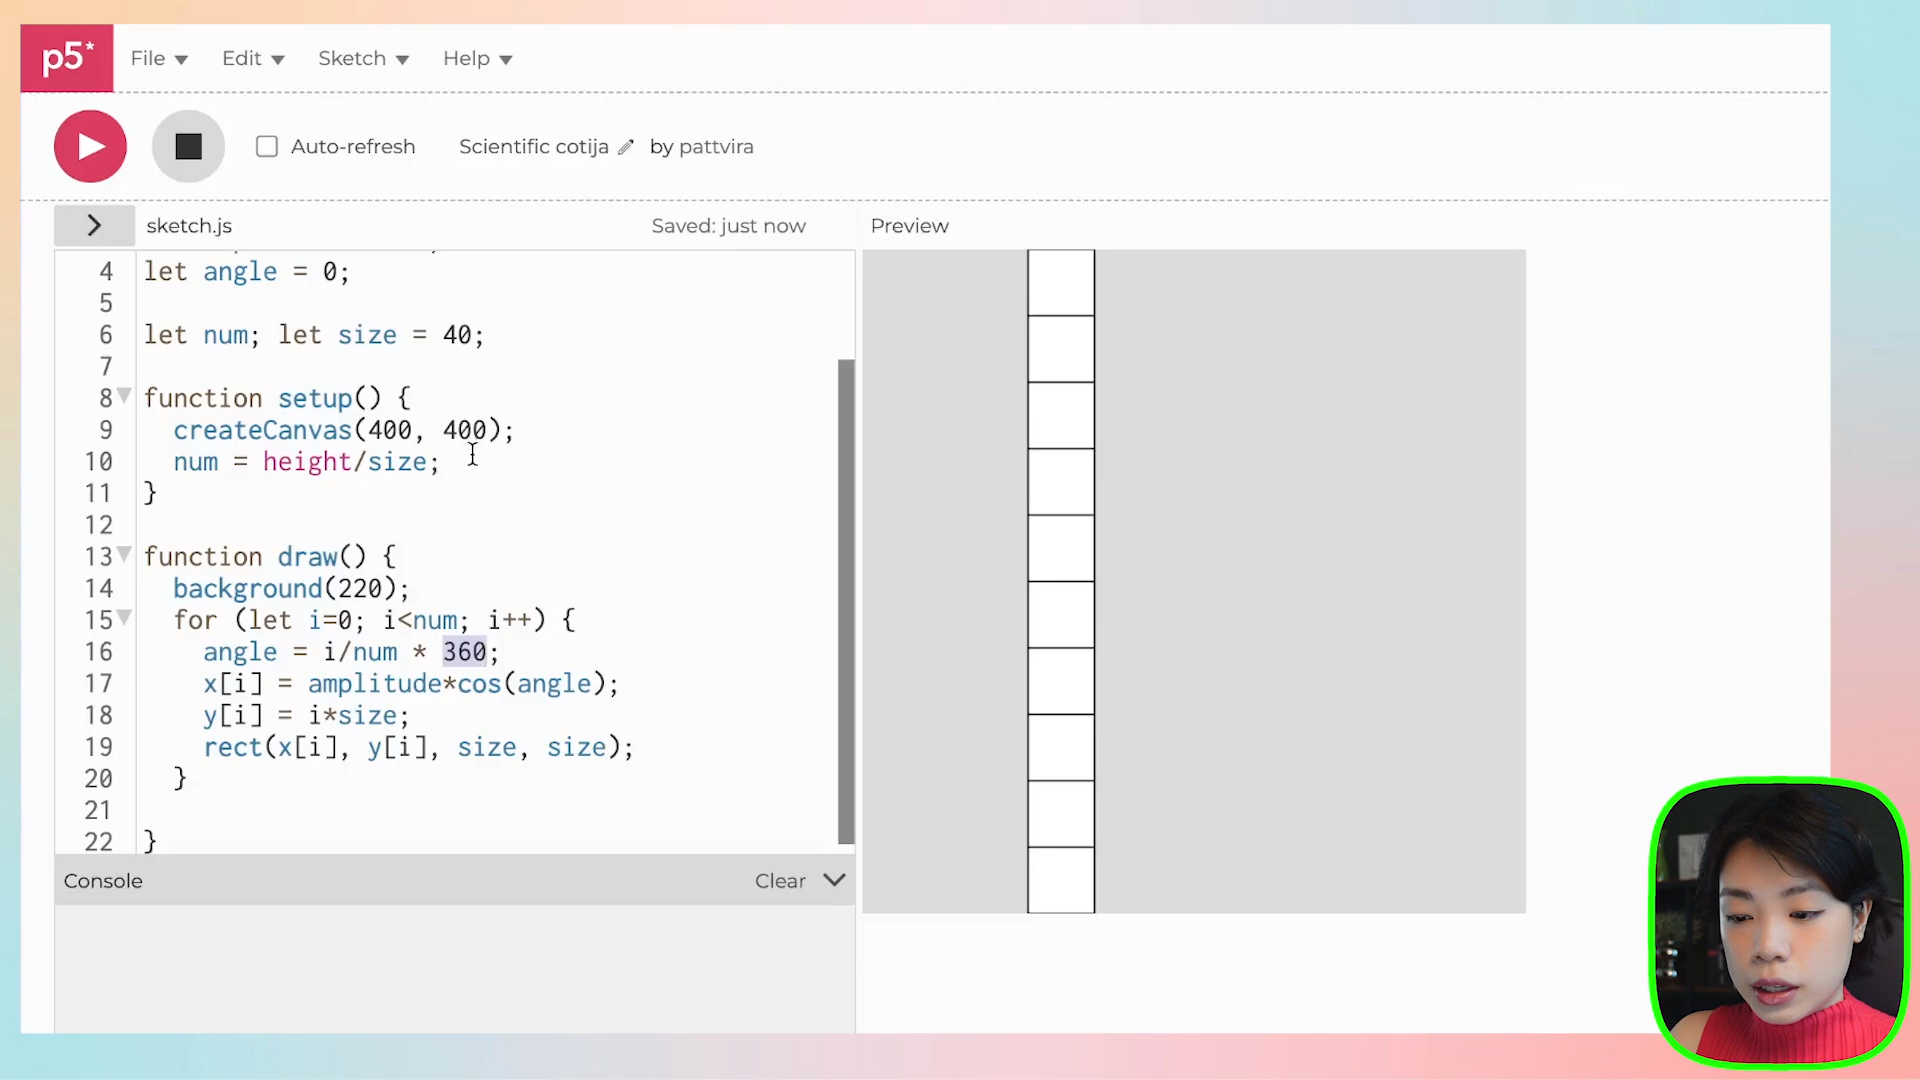 p5* File Edit Sketch Help
Auto-refresh Scientific cotija by pattvira
sketch.js Saved: just now Preview
4 let angle = 0;
5
6 let num; let size = 40;
7
8 function setup() {
9 createCanvas(400, 400);
10 num = height/size;
11 }
12
13 function draw() {
14 background(220);
15 for (let i=0; i<num; i++) {
16 angle = i/num * 360;
17 x[i] = amplitude*cos(angle);
18 y[i] = i*size;
19 rect(x[i], y[i], size, size);
20 }
21
22 }
Console Clear